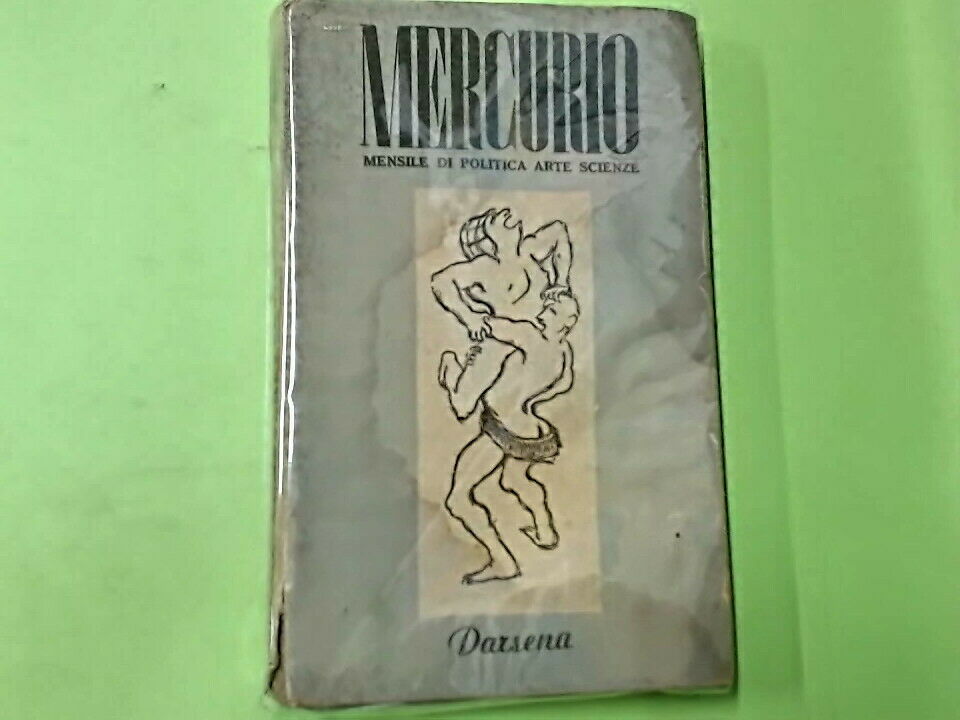 MERCURIO
MENSILE DI POLITICA ARTE SCIENZE
Darsena